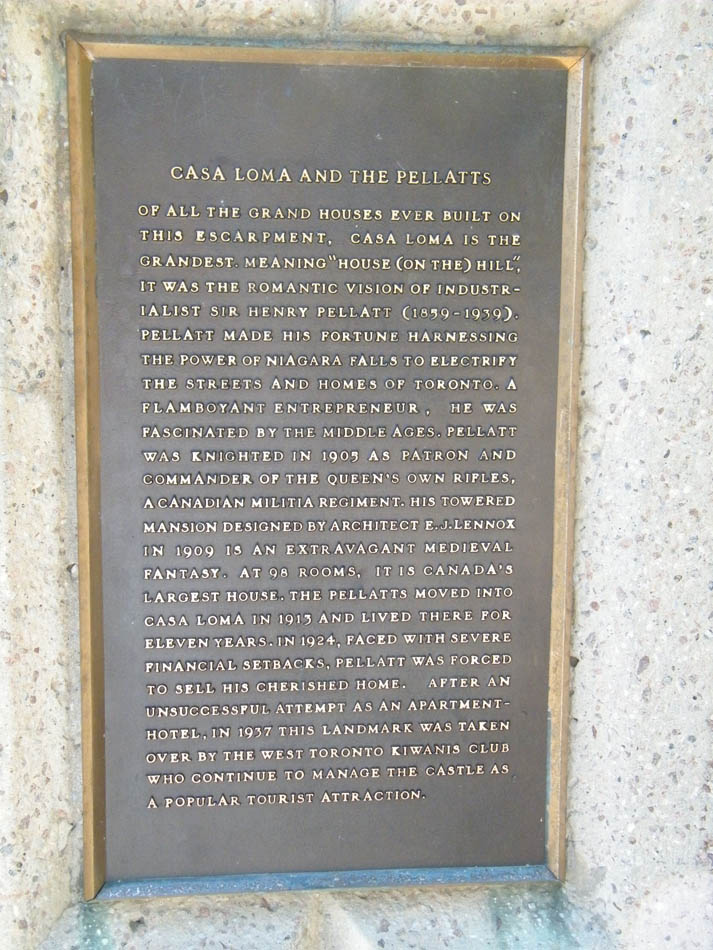 CASA LOMA AND THE PELLATTS
OF ALL THE GRAND HOUSES EVER BUILT ON
THIS ESCARPMENT, CASA LOMA IS THE
GRANDEST. MEANING "HOUSE (ON THE) HILL",
IT WAS THE ROMANTIC VISION OF INDUSTR-
IALIST SIR HENRY PELLATT (1859-1939).
PELLATT MADE HIS FORTUNE HARNESSING
THE POWER OF NIAGARA FALLS TO ELECTRIFY
THE STREETS AND HOMES OF TORONTO. A
FLAMBOYANT ENTREPRENEUR, HE WAS
FASCINATED BY THE MIDDLE AGES. PELLATT
WAS KNIGHTED IN 1905 AS PATRON AND
COMMANDER OF THE QUEEN'S OWN RIFLES,
A CANADIAN MILITIA REGIMENT. HIS TOWERED
MANSION DESIGNED BY ARCHITECT E.J. LENNOX
IN 1909 IS AN EXTRAVAGANT MEDIEVAL
FANTASY. AT 98 ROOMS, IT IS CANADA'S
LARGEST HOUSE. THE PELLATTS MOVED INTO
CASA LOMA IN 1913 AND LIVED THERE FOR
ELEVEN YEARS. IN 1924, FACED WITH SEVERE
FINANCIAL SETBACKS, PELLATT WAS FORCED
TO SELL HIS CHERISHED HOME. AFTER AN
UNSUCCESSFUL ATTEMPT AS AN APARTMENT-
HOTEL, IN 1937 THIS LANDMARK WAS TAKEN
OVER BY THE WEST TORONTO KIWANIS CLUB
WHO CONTINUE TO MANAGE THE CASTLE AS
A POPULAR TOURIST ATTRACTION.